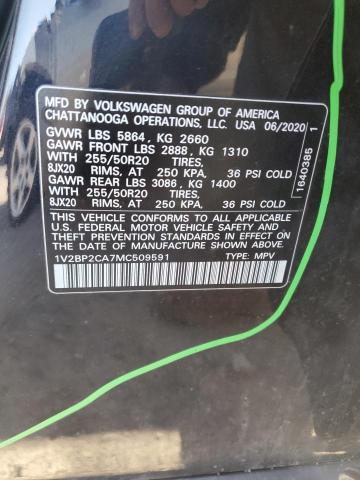 MFD BY VOLKSWAGEN GROUP OF AMERICA
CHATTANOOGA OPERATIONS, LLC. USA 06/2020
GVWR LBS 5864, KG 2660
GAWR FRONT LBS 2888, KG 1310
WITH 255/50R20 TIRES,
8JX20 RIMS, AT 250 KPA, 36 PSI COLD
GAWR REAR LBS 3086, KG 1400
WITH 255/50R20 TIRES,
8JX20 RIMS, AT 250 KPA, 36 PSI COLD
THIS VEHICLE CONFORMS TO ALL APPLICABLE
U.S. FEDERAL MOTOR VEHICLE SAFETY AND
THEFT PREVENTION STANDARDS IN EFFECT ON
THE DATE OF MANUFACTURE SHOWN ABOVE.
1V2BP2CA7MC509591 TYPE: MPV
1640385 1